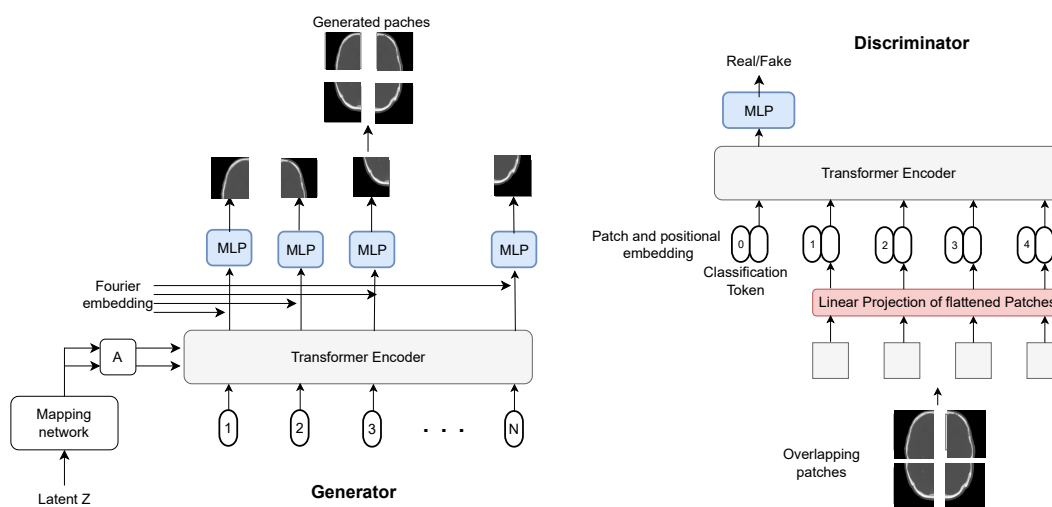 Generated paches
MLP
MLP
MLP
MLP
Fourier
embedding
A
Transformer Encoder
Mapping
network
1
2
3
. . .
N
Latent Z
Generator
Discriminator
Real/Fake
MLP
Transformer Encoder
Patch and positional
embedding
0
1
2
3
4
Classification
Token
Linear Projection of flattened Patches
Overlapping
patches